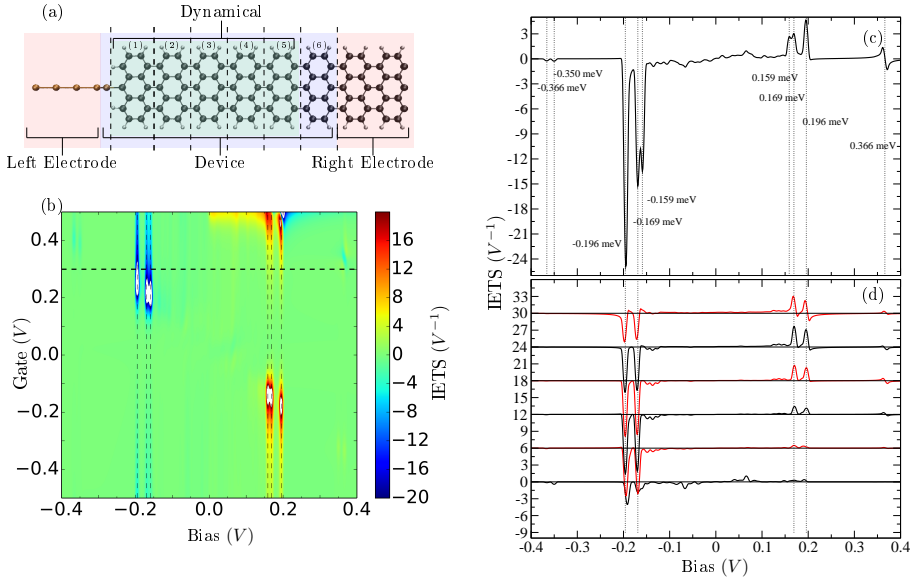 (a)
Dynamical
(1) (2) (3) (4) (5) (6)
Left Electrode Device Right Electrode
(b)
Gate (V)
0.4
0.2
0.0
−0.2
−0.4
−0.4 −0.2 0.0 0.2 0.4
Bias (V)
16
12
8
4
0
−4
−8
−12
−16
−20
IETS (V⁻¹)
(c)
3
0
-3
-6
-9
-12
-15
-18
-21
-24
-0.350 meV
-0.366 meV
0.159 meV
0.169 meV
0.196 meV
0.366 meV
-0.159 meV
-0.169 meV
-0.196 meV
IETS (V⁻¹)
(d)
33
30
27
24
21
18
15
12
9
6
3
0
-3
-6
-9
-0.4 -0.3 -0.2 -0.1 0 0.1 0.2 0.3 0.4
Bias (V)